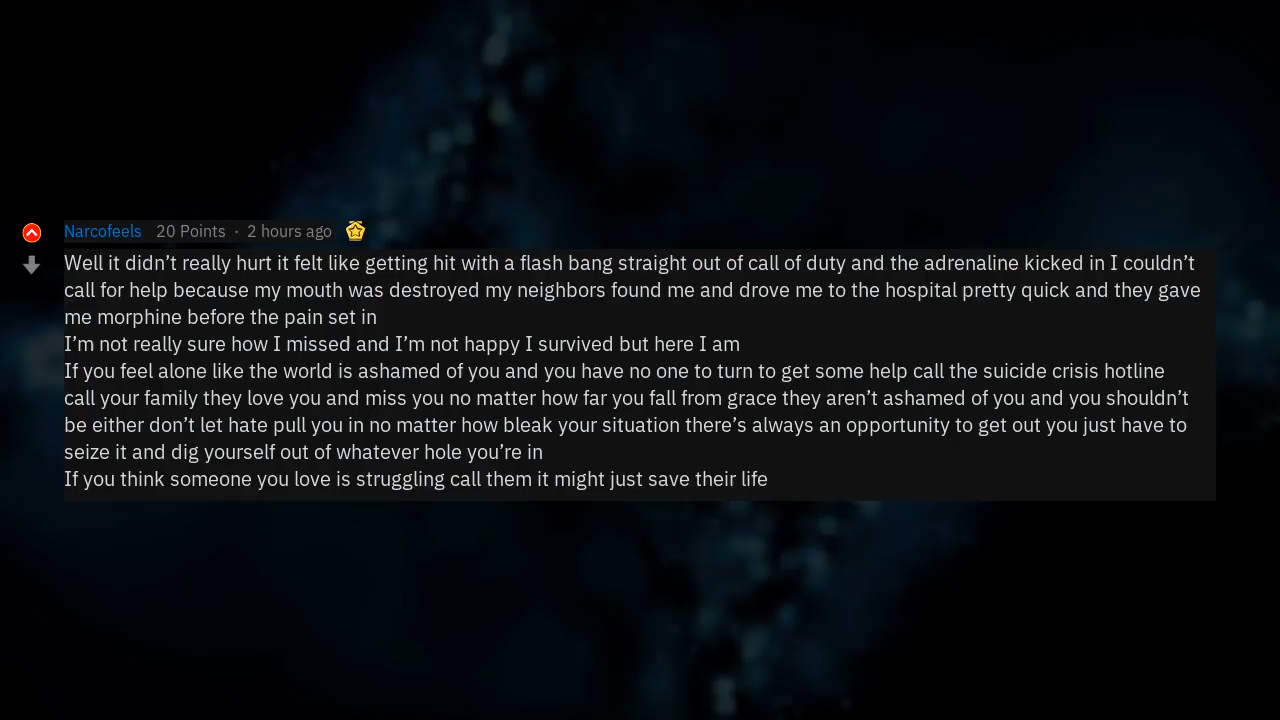 Narcofeels 20 Points · 2 hours ago
Well it didn’t really hurt it felt like getting hit with a flash bang straight out of call of duty and the adrenaline kicked in I couldn’t
call for help because my mouth was destroyed my neighbors found me and drove me to the hospital pretty quick and they gave
me morphine before the pain set in
I’m not really sure how I missed and I’m not happy I survived but here I am
If you feel alone like the world is ashamed of you and you have no one to turn to get some help call the suicide crisis hotline
call your family they love you and miss you no matter how far you fall from grace they aren’t ashamed of you and you shouldn’t
be either don’t let hate pull you in no matter how bleak your situation there’s always an opportunity to get out you just have to
seize it and dig yourself out of whatever hole you’re in
If you think someone you love is struggling call them it might just save their life